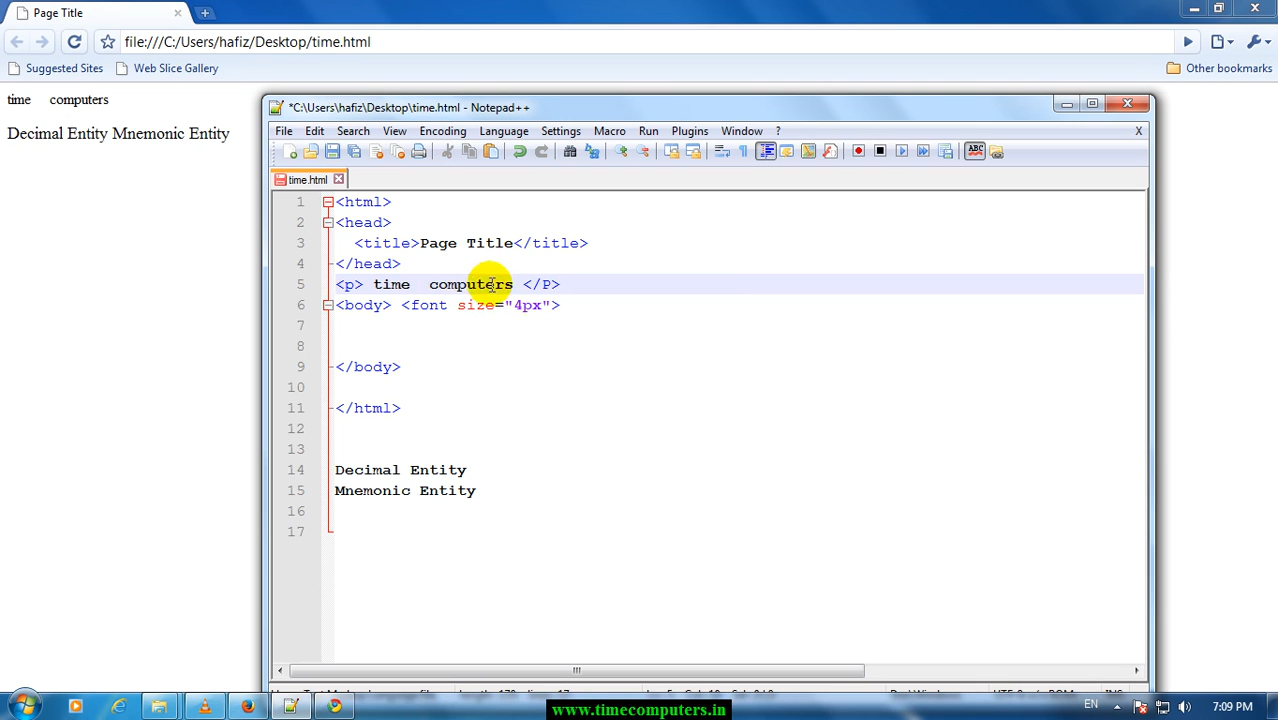 Page Title
file:///C:/Users/hafiz/Desktop/time.html
Suggested Sites Web Slice Gallery Other bookmarks
time computers
Decimal Entity Mnemonic Entity
*C:\Users\hafiz\Desktop\time.html - Notepad++
File Edit Search View Encoding Language Settings Macro Run Plugins Window ? X
ABC
time.html
1 <html>
2 <head>
3 <title>Page Title</title>
4 </head>
5 <p> time computers </P>
6 <body> <font size="4px">
7
8
9 </body>
10
11 </html>
12
13
14 Decimal Entity
15 Mnemonic Entity
16
17
EN 7:09 PM
www.timecomputers.in